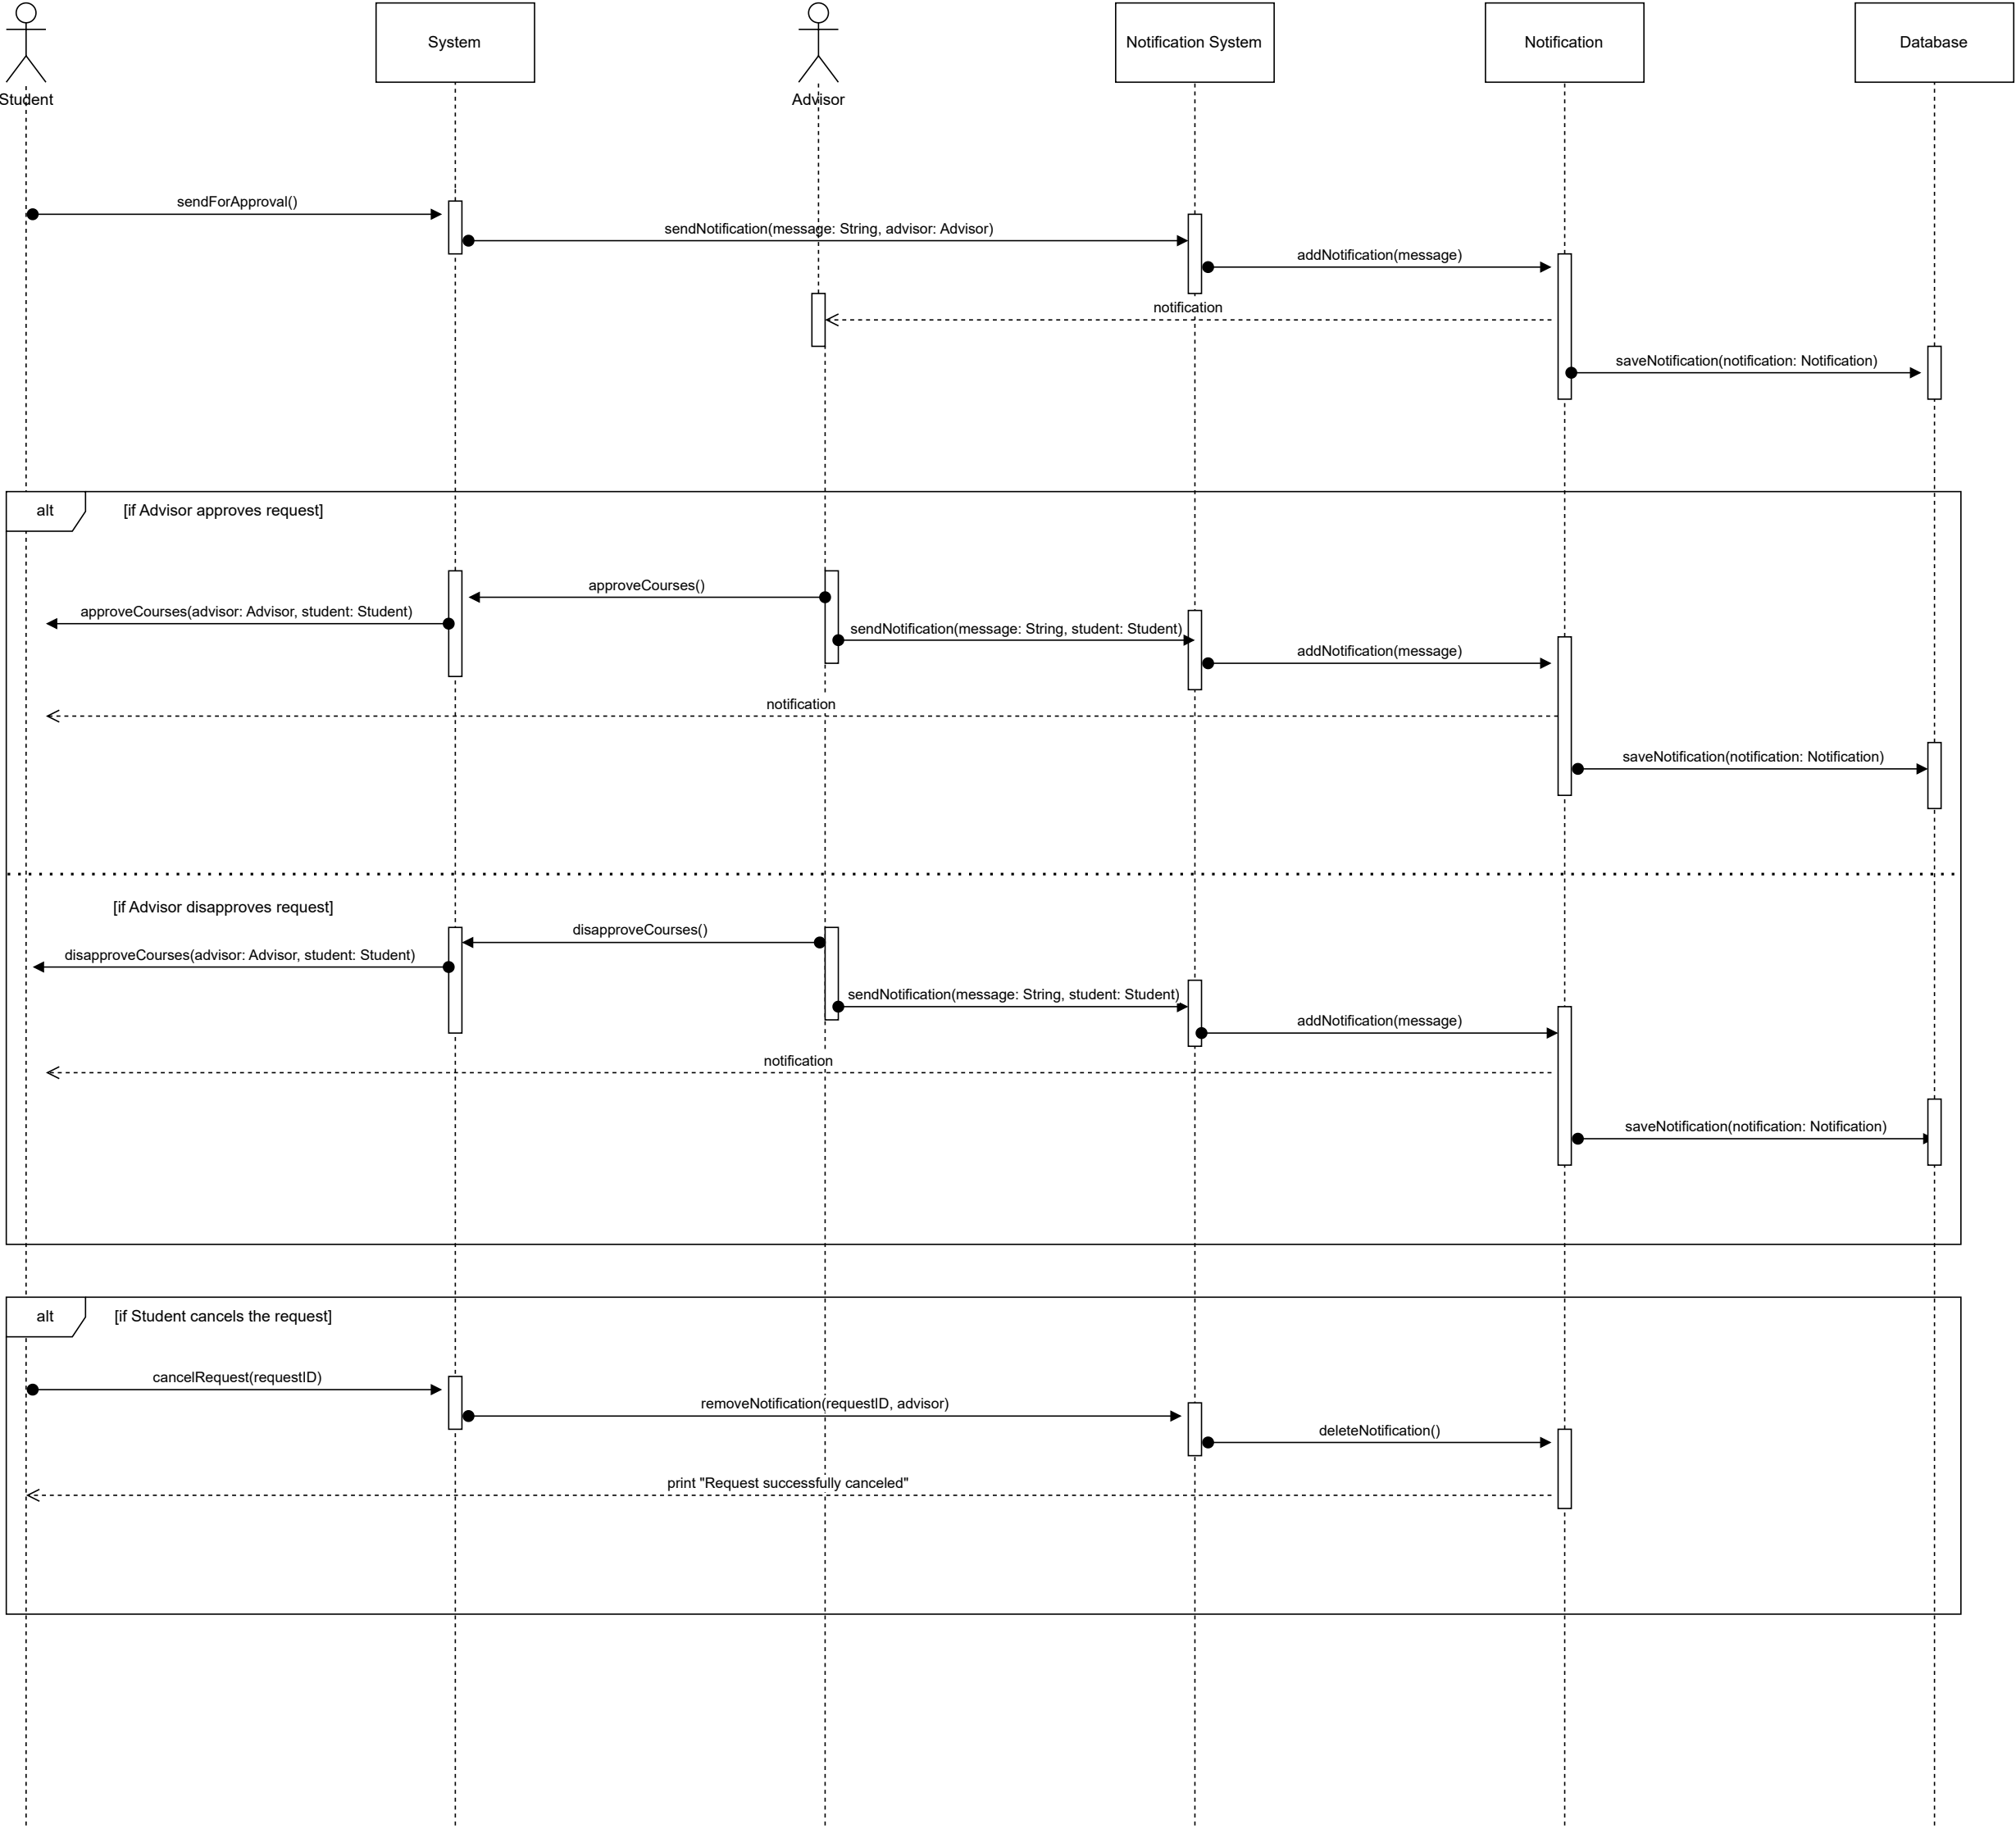 System
Notification System
Notification
Database
Student
Advisor
sendForApproval()
sendNotification(message: String, advisor: Advisor)
addNotification(message)
notification
saveNotification(notification: Notification)
alt
[if Advisor approves request]
approveCourses()
approveCourses(advisor: Advisor, student: Student)
sendNotification(message: String, student: Student)
addNotification(message)
notification
saveNotification(notification: Notification)
[if Advisor disapproves request]
disapproveCourses()
disapproveCourses(advisor: Advisor, student: Student)
sendNotification(message: String, student: Student)
addNotification(message)
notification
saveNotification(notification: Notification)
alt
[if Student cancels the request]
cancelRequest(requestID)
removeNotification(requestID, advisor)
deleteNotification()
print "Request successfully canceled"